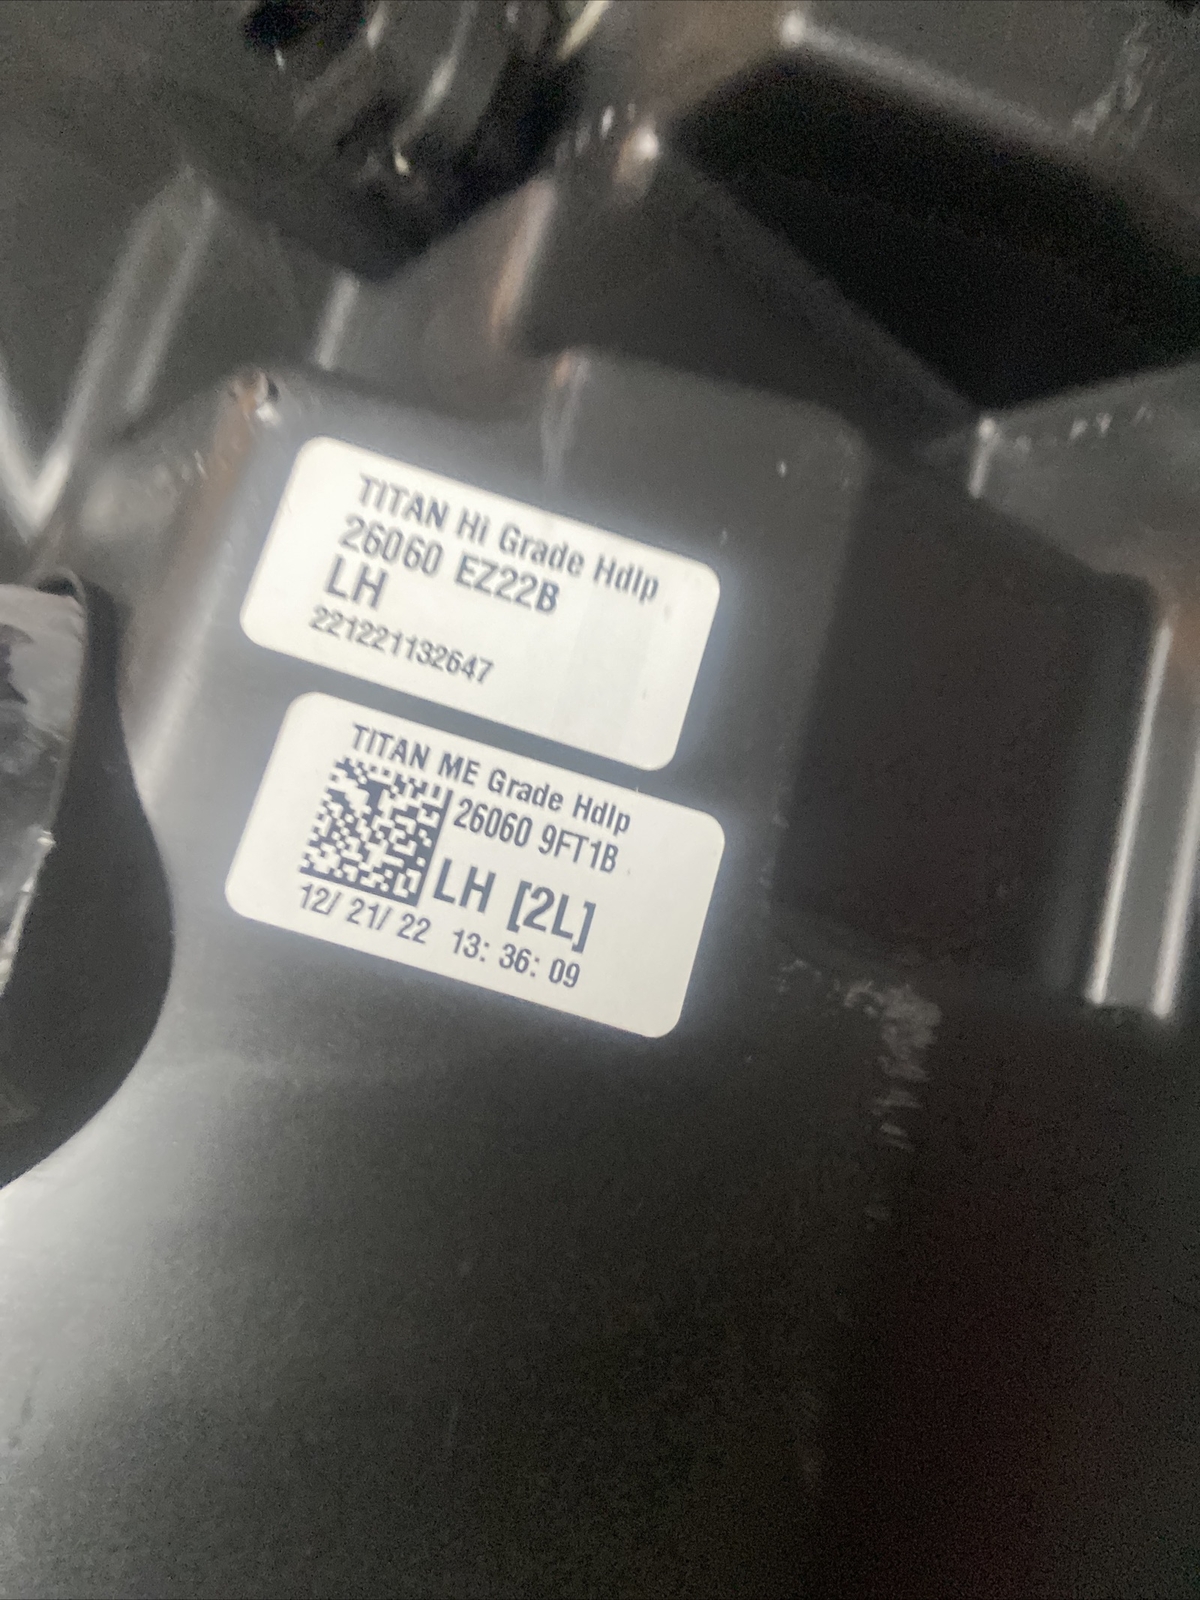 TITAN Hi Grade Hdlp
26060 EZ22B
LH
221221132647
TITAN ME Grade Hdlp
26060 9FT1B
LH [2L]
12/ 21/ 22 13: 36: 09